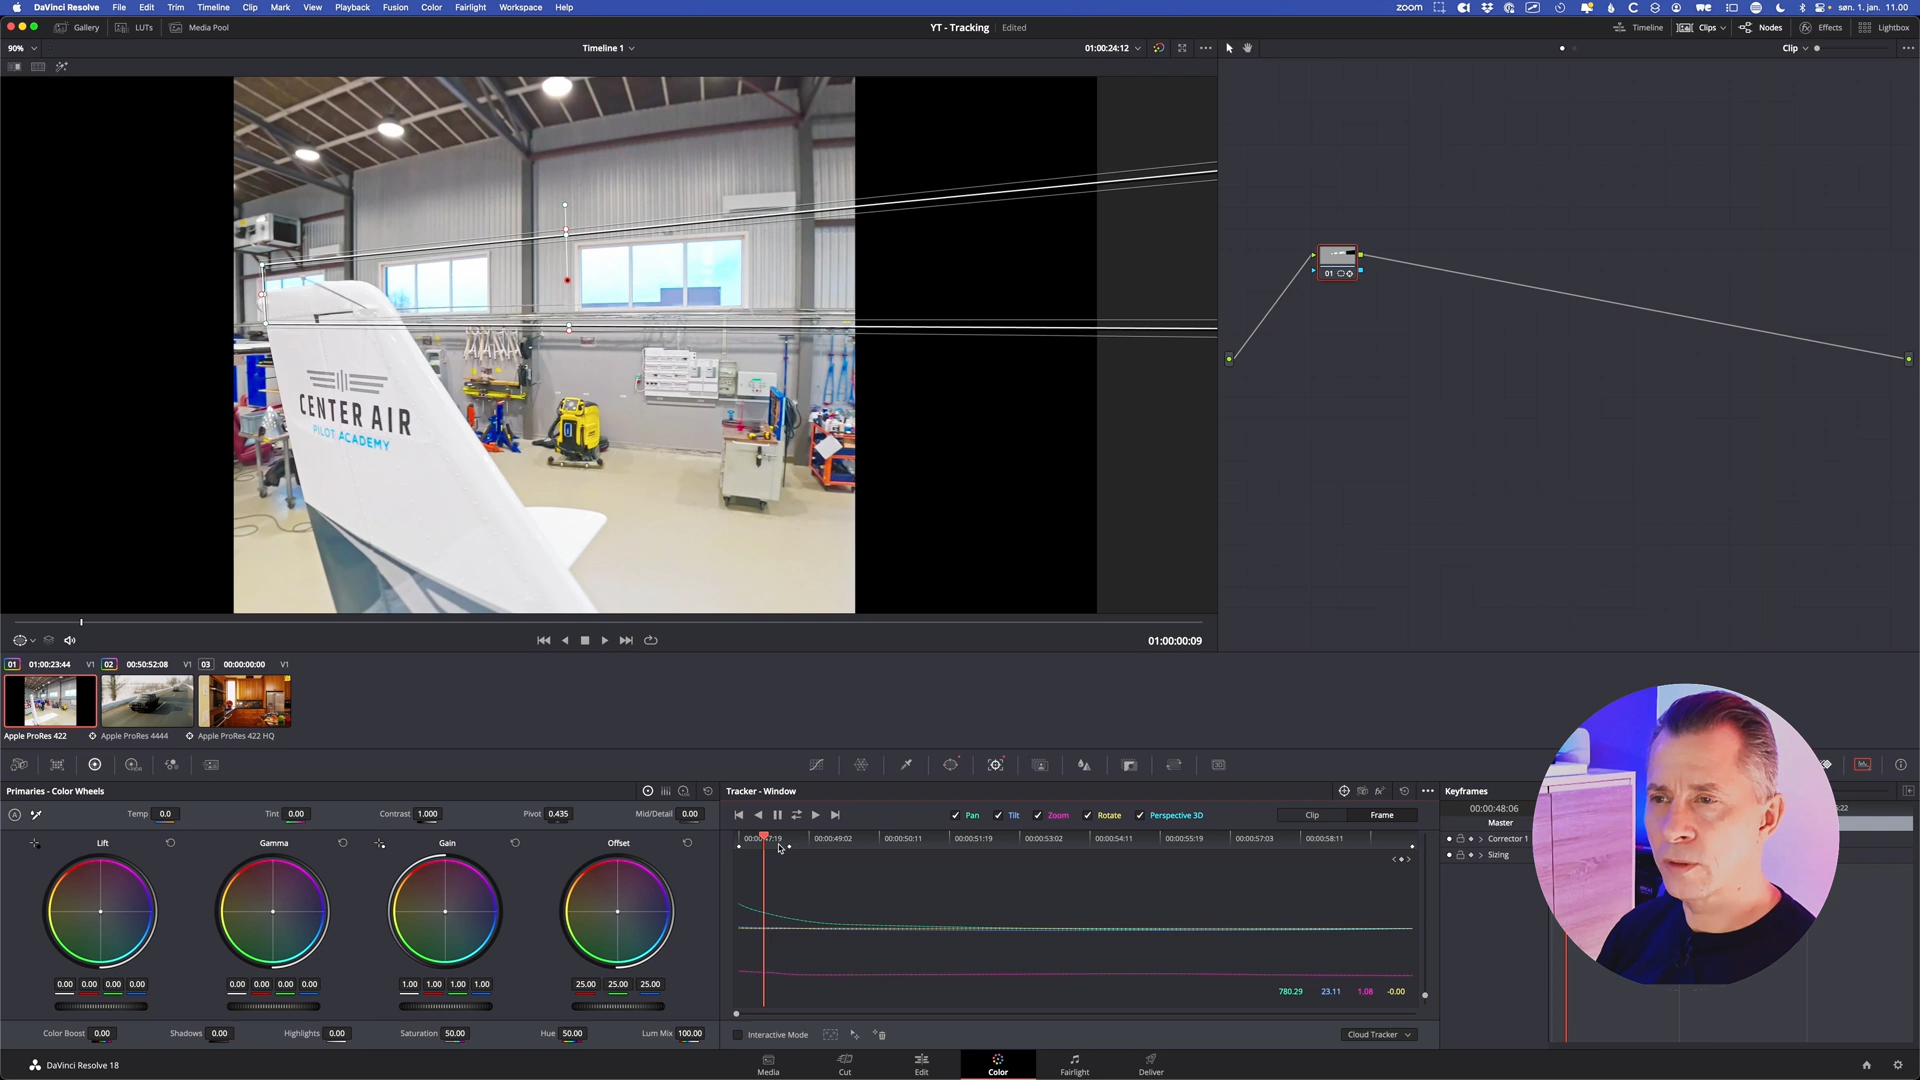 DaVinci Resolve File Edit Trim Timeline Clip Mark View Playback Fusion Color Fairlight Workspace Help zoom søn. 1. jan. 11.00
Gallery LUTs Media Pool YT - Tracking Edited Timeline Clips Nodes Effects Lightbox
90% Timeline 1 01:00:24:12 Clip
CENTER AIR
PILOT ACADEMY
01
01:00:00:09
01 01:00:23:44 V1 02 00:50:52:08 V1 03 00:00:00:00 V1
Apple ProRes 422 Apple ProRes 4444 Apple ProRes 422 HQ
Primaries - Color Wheels Tracker - Window Keyframes
Temp 0.0 Tint 0.00 Contrast 1.000 Pivot 0.435 Mid/Detail 0.00 Pan Tilt Zoom Rotate Perspective 3D Clip Frame 00:00:48:06
Master
Lift Gamma Gain Offset 00:00:49:02 00:00:50:11 00:00:51:19 00:00:53:02 00:00:54:11 00:00:55:19 00:00:57:03 00:00:58:11 Corrector 1
Sizing
0.00 0.00 0.00 0.00 0.00 0.00 0.00 0.00 1.00 1.00 1.00 1.00 25.00 25.00 25.00 780.29 23.11 1.08 -0.00
Color Boost 0.00 Shadows 0.00 Highlights 0.00 Saturation 50.00 Hue 50.00 Lum Mix 100.00 Interactive Mode Cloud Tracker
DaVinci Resolve 18 Media Cut Edit Color Fairlight Deliver